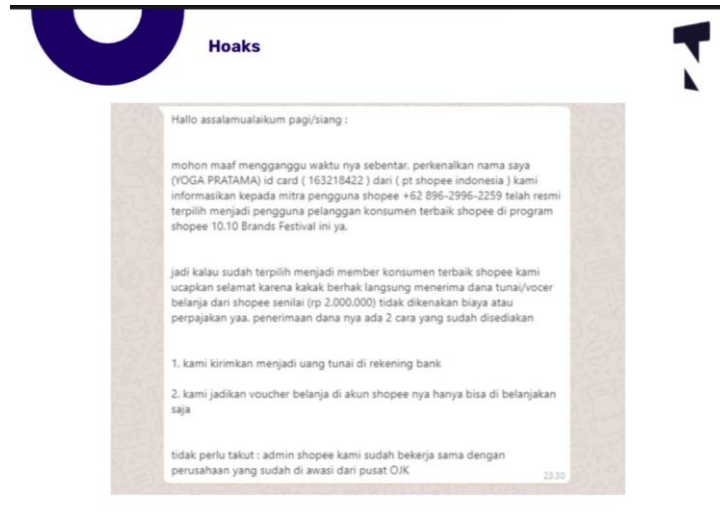 Hoaks
Hallo assalamualaikum pagi/siang :
mohon maaf mengganggu waktu nya sebentar. perkenalkan nama saya
(YOGA PRATAMA) id card ( 163218422 ) dari ( pt shopee indonesia ) kami
informasikan kepada mitra pengguna shopee +62 896-2996-2259 telah resmi
terpilih menjadi pengguna pelanggan konsumen terbaik shopee di program
shopee 10.10 Brands Festival ini ya.
jadi kalau sudah terpilih menjadi member konsumen terbaik shopee kami
ucapkan selamat karena kakak berhak langsung menerima dana tunai/vocer
belanja dari shopee senilai (rp 2.000.000) tidak dikenakan biaya atau
perpajakan yaa. penerimaan dana nya ada 2 cara yang sudah disediakan
1. kami kirimkan menjadi uang tunai di rekening bank
2. kami jadikan voucher belanja di akun shopee nya hanya bisa di belanjakan
saja
tidak perlu takut : admin shopee kami sudah bekerja sama dengan
perusahaan yang sudah di awasi dari pusat OJK
23.30